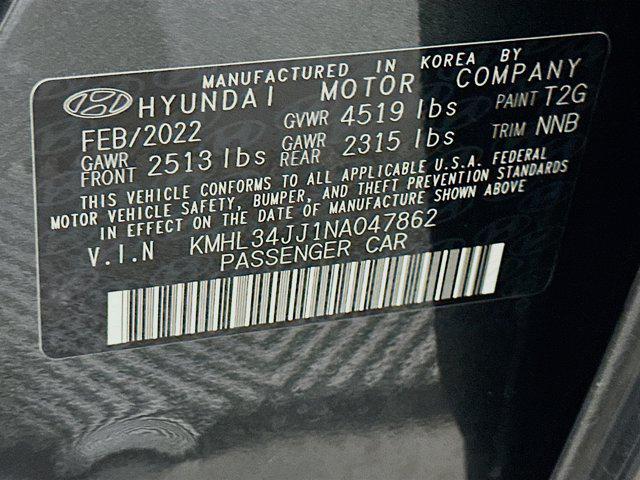 MANUFACTURED IN KOREA BY
HYUNDAI MOTOR COMPANY
FEB/2022 GVWR 4519 lbs PAINT T2G
GAWR FRONT 2513 lbs GAWR REAR 2315 lbs TRIM NNB
THIS VEHICLE CONFORMS TO ALL APPLICABLE U.S.A. FEDERAL
MOTOR VEHICLE SAFETY, BUMPER, AND THEFT PREVENTION STANDARDS
IN EFFECT ON THE DATE OF MANUFACTURE SHOWN ABOVE
V.I.N KMHL34JJ1NA047862
PASSENGER CAR